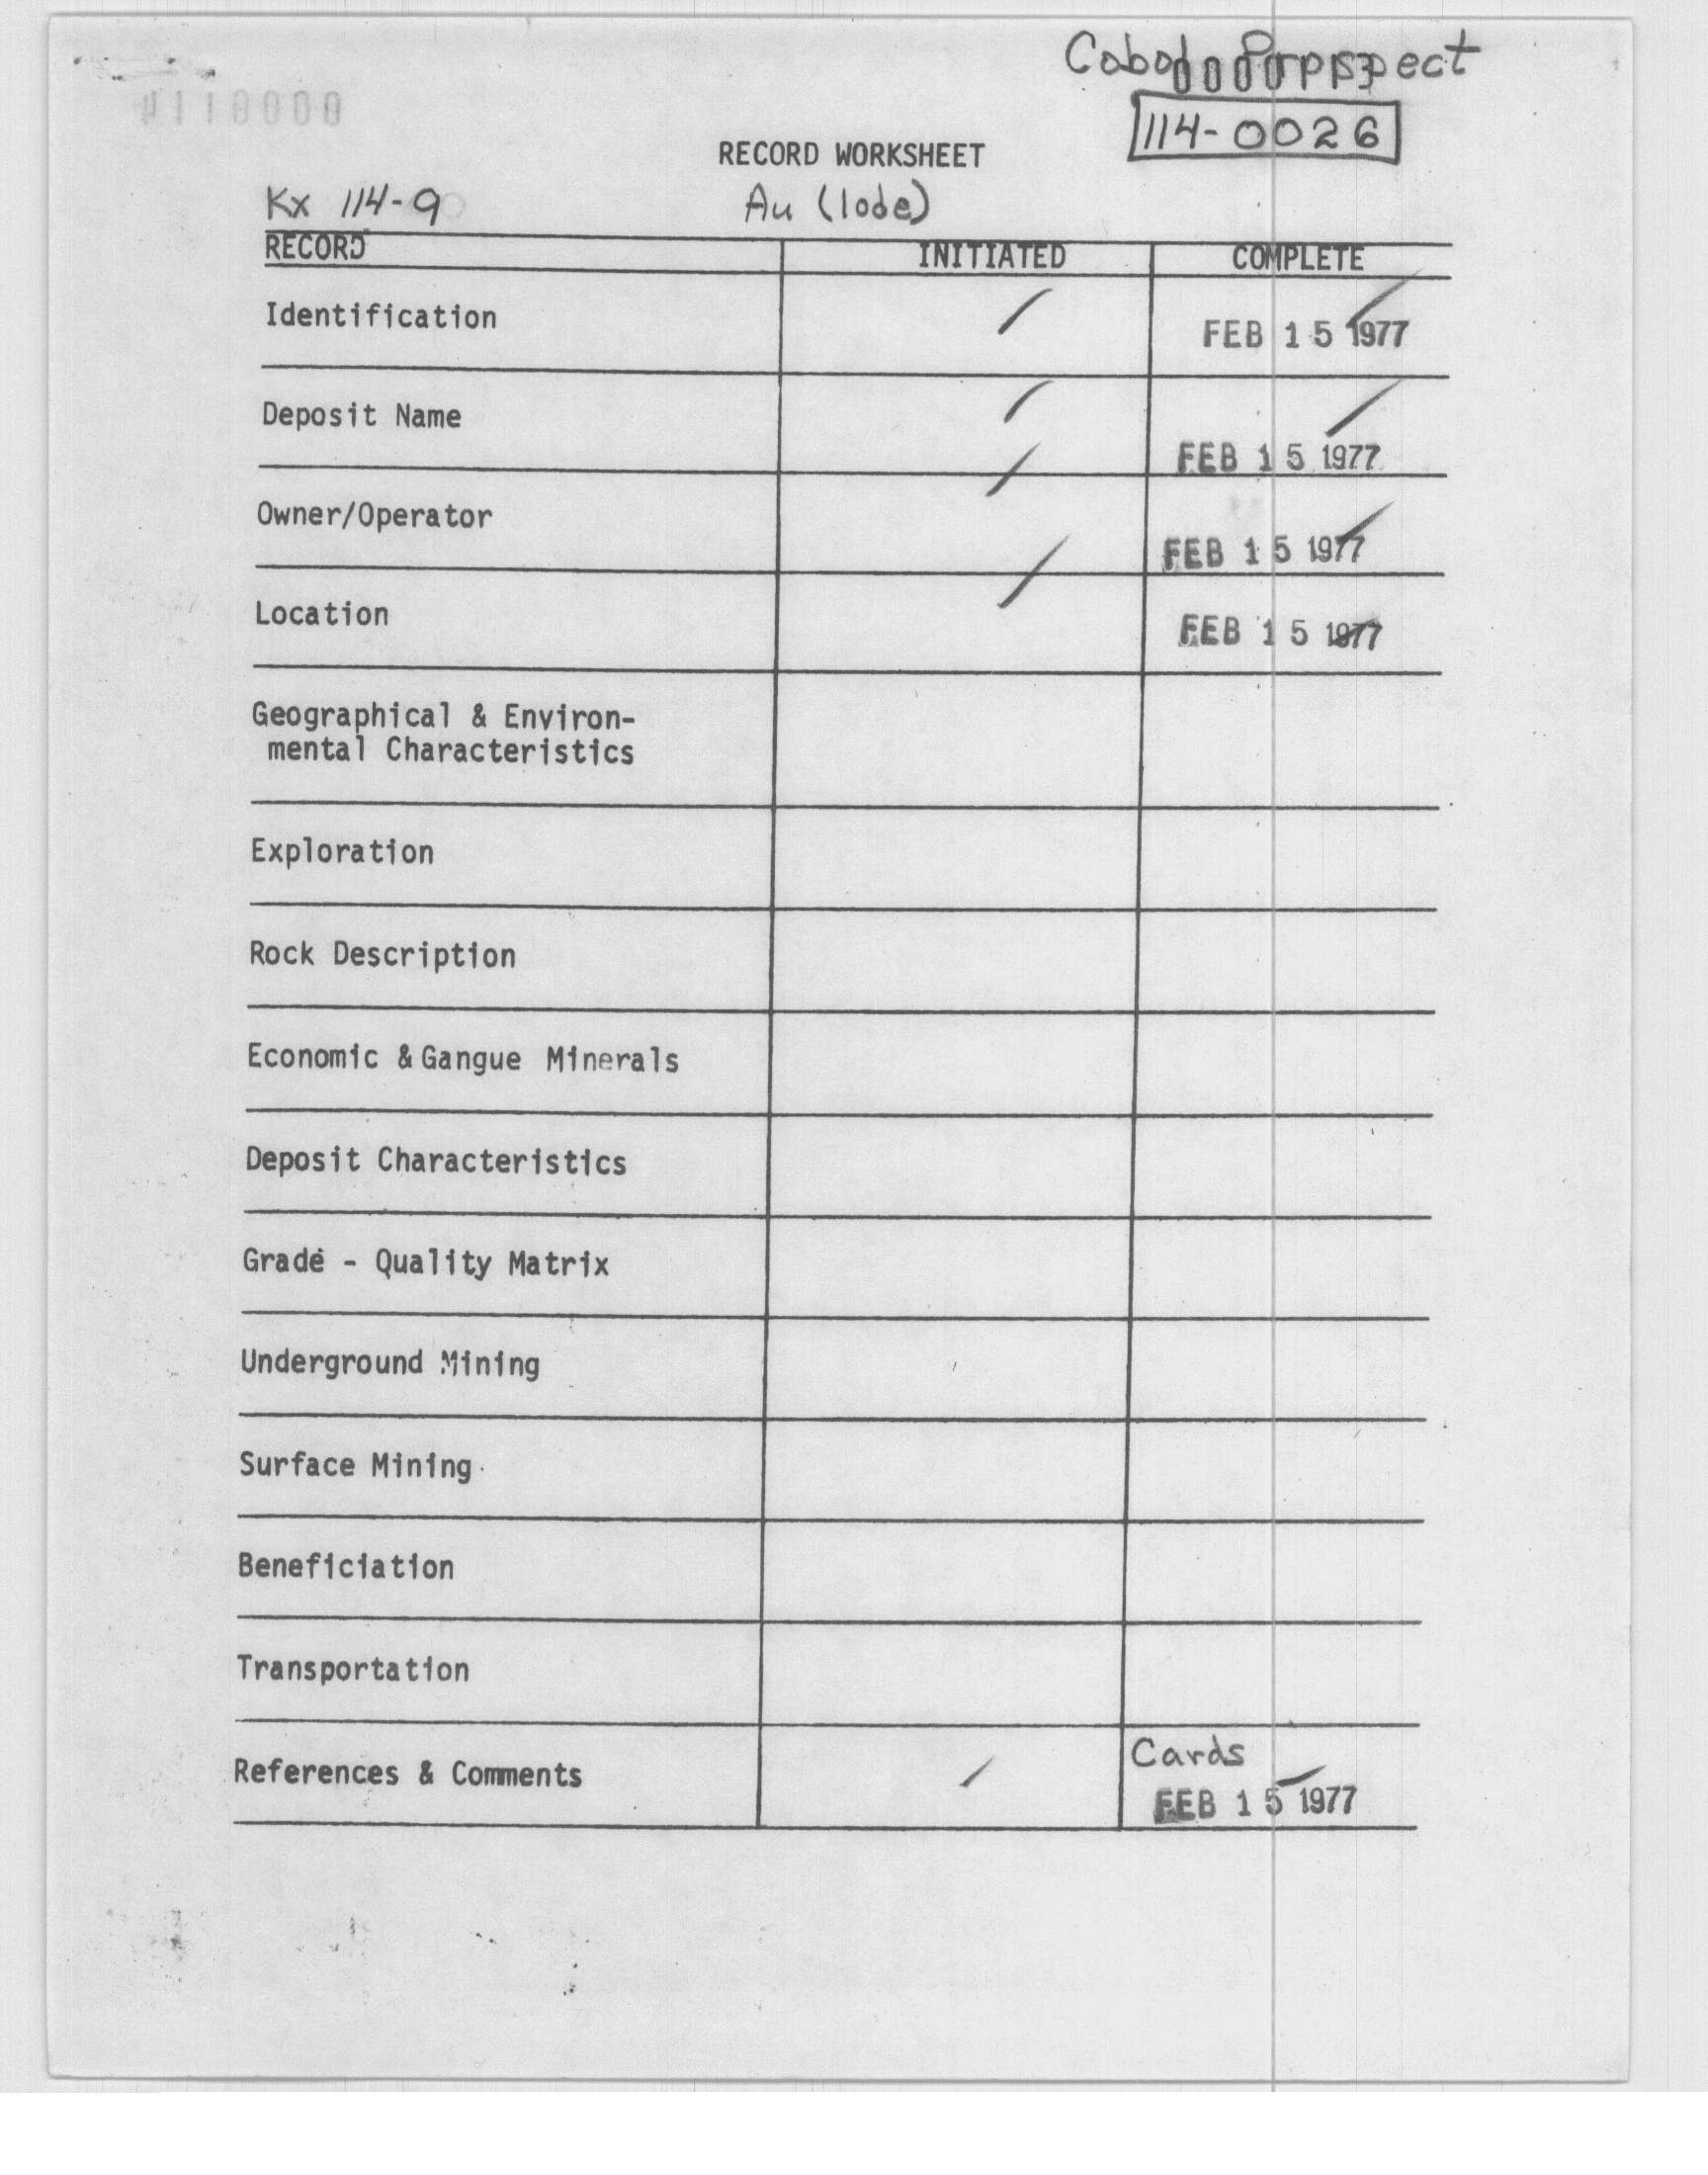 Cobol Prospect
114-0026
RECORD WORKSHEET
Kx 114-9 Au (lode)
RECORD INITIATED COMPLETE
Identification / FEB 15 1977
Deposit Name / FEB 15 1977
Owner/Operator / FEB 15 1977
Location / FEB 15 1977
Geographical & Environ-
mental Characteristics
Exploration
Rock Description
Economic & Gangue Minerals
Deposit Characteristics
Grade - Quality Matrix
Underground Mining
Surface Mining
Beneficiation
Transportation
Cards
References & Comments / FEB 15 1977